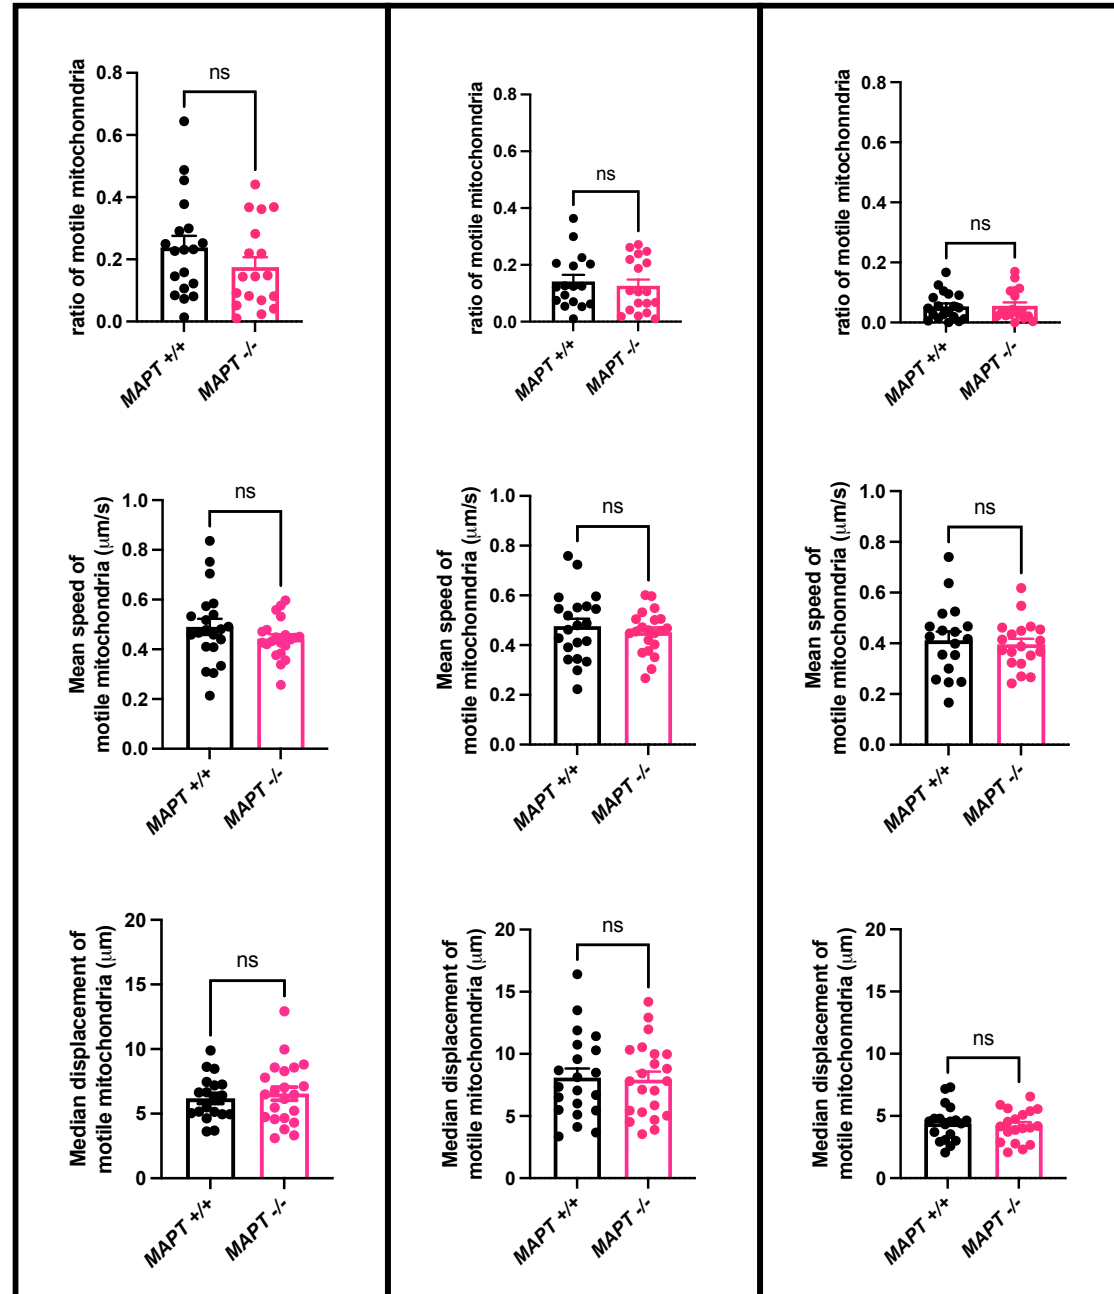 ratio of motile mitochonndria
0.8
0.6
0.4
0.2
0.0
ns
MAPT +/+
MAPT -/-
ratio of motile mitochonndria
0.8
0.6
0.4
0.2
0.0
ns
MAPT +/+
MAPT -/-
ratio of motile mitochonndria
0.8
0.6
0.4
0.2
0.0
ns
MAPT +/+
MAPT -/-
Mean speed of
motile mitochonndria (μm/s)
1.0
0.8
0.6
0.4
0.2
0.0
ns
MAPT +/+
MAPT -/-
Mean speed of
motile mitochonndria (μm/s)
1.0
0.8
0.6
0.4
0.2
0.0
ns
MAPT +/+
MAPT -/-
Mean speed of
motile mitochonndria (μm/s)
1.0
0.8
0.6
0.4
0.2
0.0
ns
MAPT +/+
MAPT -/-
Median displacement of
motile mitochondria (μm)
20
15
10
5
0
ns
MAPT +/+
MAPT -/-
Median displacement of
motile mitochonndria (μm)
20
15
10
5
0
ns
MAPT +/+
MAPT -/-
Median displacement of
motile mitochonndria (μm)
20
15
10
5
0
ns
MAPT +/+
MAPT -/-